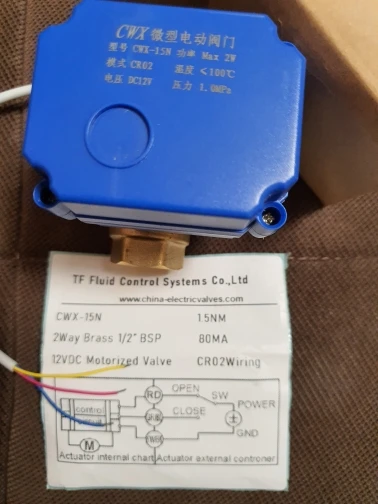 CWX 微型电动阀门
型号 CWX-15N 功率 Max 2W
模式 CR02 温度 <100℃
电压 DC12V 压力 1.0MPa
TF Fluid Control Systems Co.,Ltd
www.china-electricvalves.com
CWX-15N 1.5NM
2Way Brass 1/2" BSP 80MA
12VDC Motorized Valve CR02Wiring
RD OPEN SW
control CLOSE POWER
GND
M
Actuator internal chart Actuator external controner